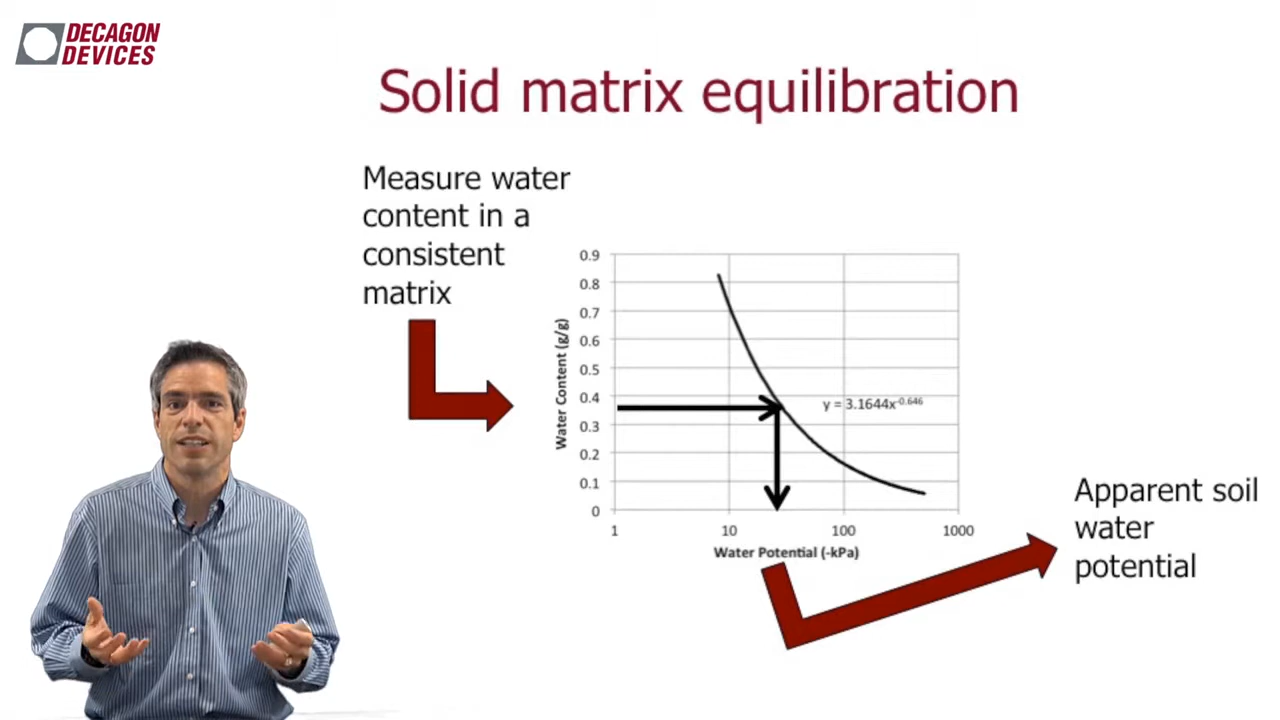 DECAGON
DEVICES
Solid matrix equilibration
Measure water
content in a
consistent
matrix
0.9
0.8
0.7
0.6
0.5
0.4
0.3
0.2
0.1
0
Water Content (g/g)
y = 3.1644x^-0.646
1 10 100 1000
Water Potential (-kPa)
Apparent soil
water
potential